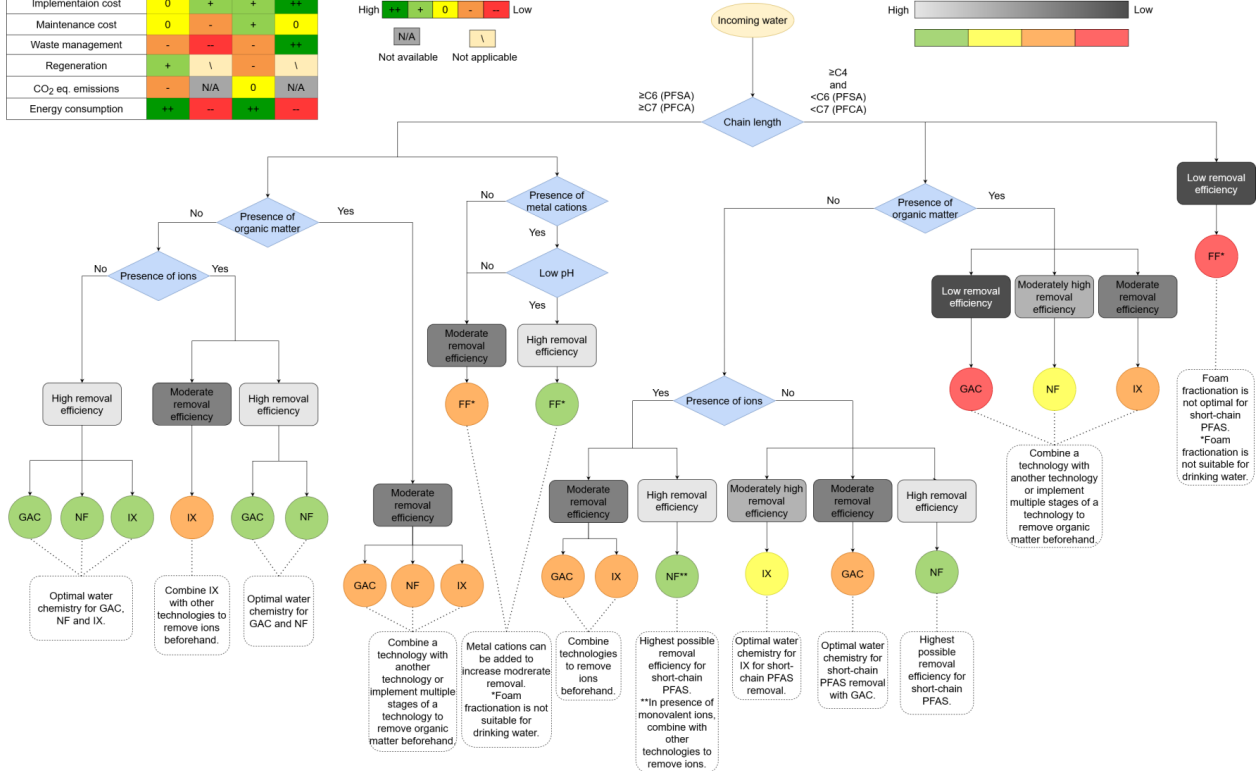 Implementaion cost 0 + + ++
Maintenance cost 0 - + 0
Waste management - -- - ++
Regeneration + \ - \
CO₂ eq. emissions - N/A 0 N/A
Energy consumption ++ -- ++ --
High ++ + 0 - -- Low
N/A
\
Not available
Not applicable
Incoming water
High
Low
≥C6 (PFSA)
≥C7 (PFCA)
≥C4
and
<C6 (PFSA)
<C7 (PFCA)
Chain length
Presence of
organic matter
No
Yes
Presence of ions
No
Yes
High removal
efficiency
Moderate
removal
efficiency
High removal
efficiency
GAC
NF
IX
IX
GAC
NF
Optimal water
chemistry for GAC,
NF and IX.
Combine IX
with other
technologies to
remove ions
beforehand.
Optimal water
chemistry for
GAC and NF
Moderate
removal
efficiency
GAC
NF
IX
Combine a
technology with
another
technology or
implement multiple
stages of a
technology to
remove organic
matter beforehand.
Presence of
metal cations
No
Yes
Low pH
No
Yes
Moderate
removal
efficiency
High removal
efficiency
FF*
FF*
Metal cations can
be added to
increase modrerate
removal.
*Foam
fractionation is not
suitable for
drinking water.
Presence of
organic matter
No
Yes
Presence of ions
Yes
No
Moderate
removal
efficiency
High removal
efficiency
Moderately high
removal
efficiency
Moderate
removal
efficiency
High removal
efficiency
GAC
IX
NF**
IX
GAC
NF
Combine
technologies
to remove
ions
beforehand.
Highest possible
removal
efficiency for
short-chain
PFAS.
**In presence of
monovalent ions,
combine with
other
technologies to
remove ions.
Optimal water
chemistry for
IX for short-
chain PFAS
removal.
Optimal water
chemistry for
short-chain
PFAS removal
with GAC.
Highest
possible
removal
efficiency for
short-chain
PFAS.
Low removal
efficiency
Moderately high
removal
efficiency
Moderate
removal
efficiency
GAC
NF
IX
Combine a
technology with
another technology
or implement
multiple stages of a
technology to
remove organic
matter beforehand.
Low removal
efficiency
FF*
Foam
fractionation
is not
optimal for
short-chain
PFAS.
*Foam
fractionation
is not
suitable for
drinking water.